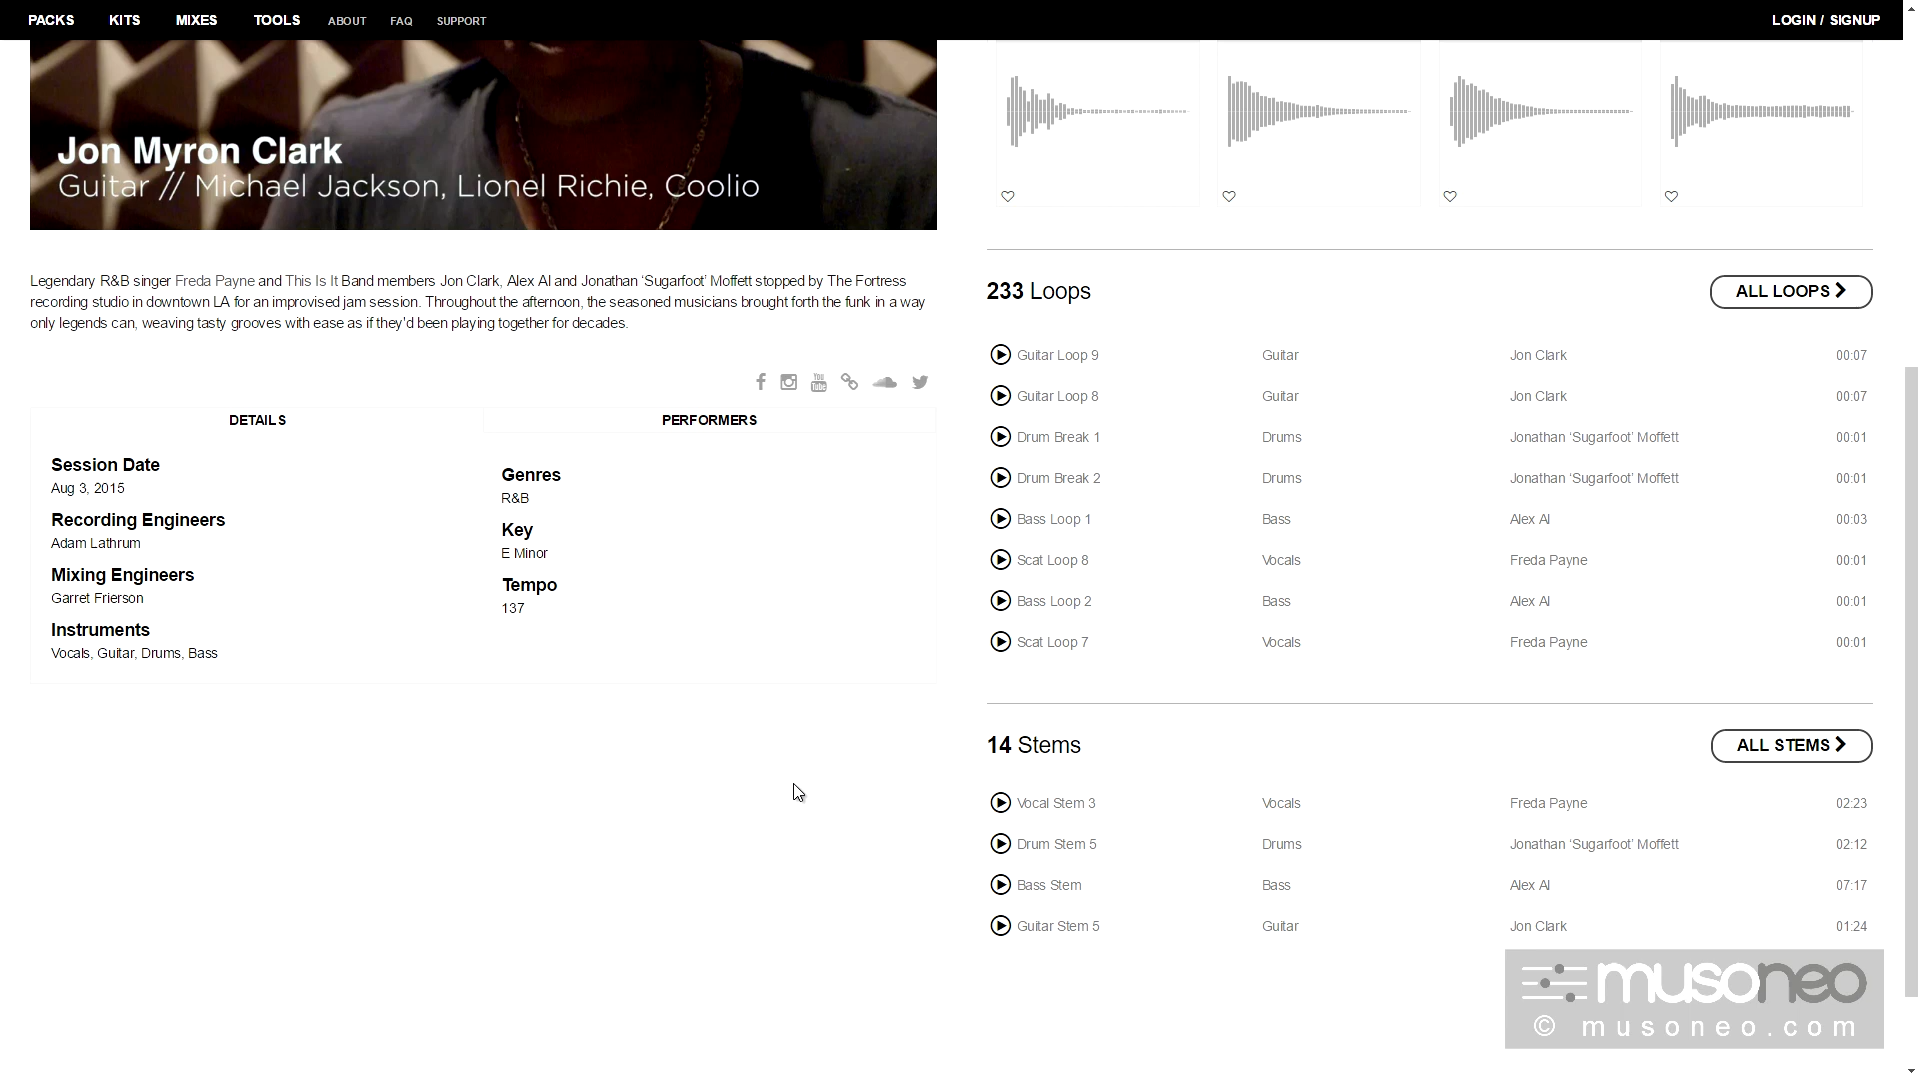 PACKS KITS MIXES TOOLS ABOUT FAQ SUPPORT LOGIN / SIGNUP
Jon Myron Clark
Guitar // Michael Jackson, Lionel Richie, Coolio
Legendary R&B singer Freda Payne and This Is It Band members Jon Clark, Alex Al and Jonathan ‘Sugarfoot’ Moffett stopped by The Fortress
recording studio in downtown LA for an improvised jam session. Throughout the afternoon, the seasoned musicians brought forth the funk in a way
only legends can, weaving tasty grooves with ease as if they'd been playing together for decades.
You
Tube
DETAILS PERFORMERS
Session Date
Aug 3, 2015
Recording Engineers
Adam Lathrum
Mixing Engineers
Garret Frierson
Instruments
Vocals, Guitar, Drums, Bass
Genres
R&B
Key
E Minor
Tempo
137
233 Loops ALL LOOPS
Guitar Loop 9 Guitar Jon Clark 00:07
Guitar Loop 8 Guitar Jon Clark 00:07
Drum Break 1 Drums Jonathan ‘Sugarfoot’ Moffett 00:01
Drum Break 2 Drums Jonathan ‘Sugarfoot’ Moffett 00:01
Bass Loop 1 Bass Alex Al 00:03
Scat Loop 8 Vocals Freda Payne 00:01
Bass Loop 2 Bass Alex Al 00:01
Scat Loop 7 Vocals Freda Payne 00:01
14 Stems ALL STEMS
Vocal Stem 3 Vocals Freda Payne 02:23
Drum Stem 5 Drums Jonathan ‘Sugarfoot’ Moffett 02:12
Bass Stem Bass Alex Al 07:17
Guitar Stem 5 Guitar Jon Clark 01:24
musoneo
© musoneo.com